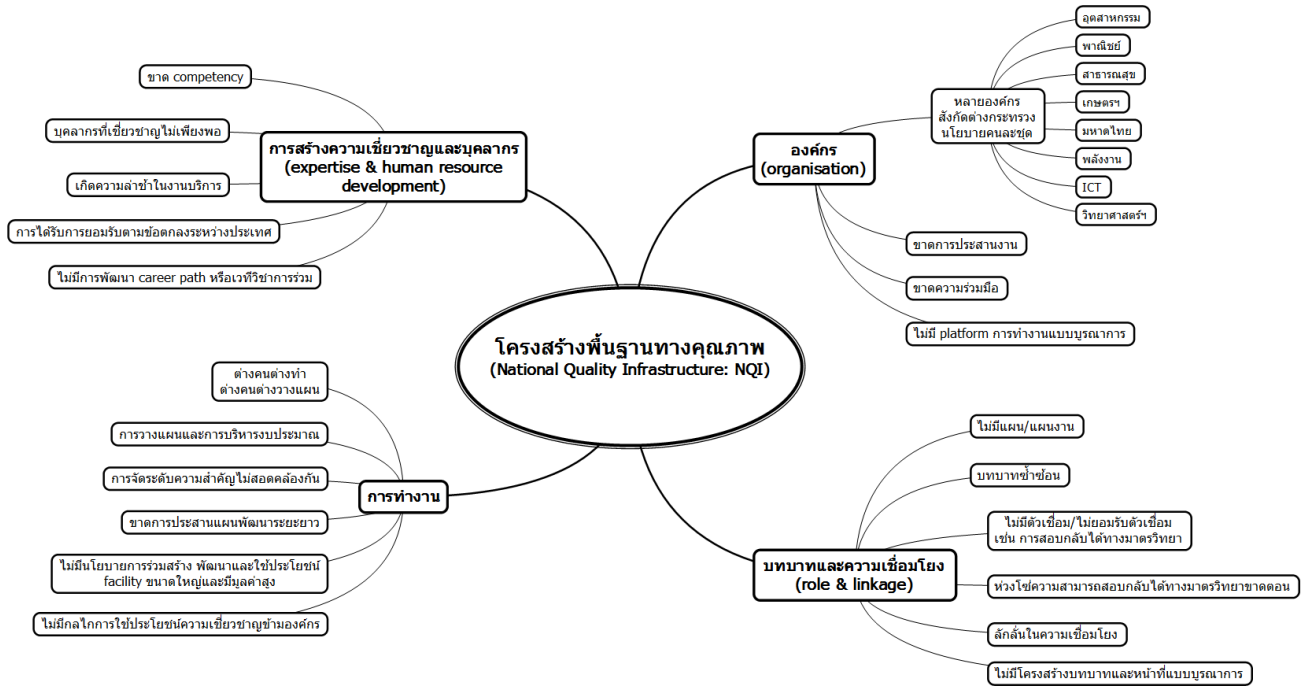 โครงสร้างพื้นฐานทางคุณภาพ
(National Quality Infrastructure: NQI)
การสร้างความเชี่ยวชาญและบุคลากร
(expertise & human resource
development)
ขาด competency
บุคลากรที่เชี่ยวชาญไม่เพียงพอ
เกิดความล่าช้าในงานบริการ
การได้รับการยอมรับตามข้อตกลงระหว่างประเทศ
ไม่มีการพัฒนา career path หรือเวทีวิชาการร่วม
องค์กร
(organisation)
หลายองค์กร
สังกัดต่างกระทรวง
นโยบายคนละชุด
อุตสาหกรรม
พาณิชย์
สาธารณสุข
เกษตรฯ
มหาดไทย
พลังงาน
ICT
วิทยาศาสตร์ฯ
ขาดการประสานงาน
ขาดความร่วมมือ
ไม่มี platform การทำงานแบบบูรณาการ
การทำงาน
ต่างคนต่างทำ
ต่างคนต่างวางแผน
การวางแผนและการบริหารงบประมาณ
การจัดระดับความสำคัญไม่สอดคล้องกัน
ขาดการประสานแผนพัฒนาระยะยาว
ไม่มีนโยบายการร่วมสร้าง พัฒนาและใช้ประโยชน์
facility ขนาดใหญ่และมีมูลค่าสูง
ไม่มีกลไกการใช้ประโยชน์ความเชี่ยวชาญข้ามองค์กร
บทบาทและความเชื่อมโยง
(role & linkage)
ไม่มีแผน/แผนงาน
บทบาทซ้ำซ้อน
ไม่มีตัวเชื่อม/ไม่ยอมรับตัวเชื่อม
เช่น การสอบกลับได้ทางมาตรวิทยา
ห่วงโซ่ความสามารถสอบกลับได้ทางมาตรวิทยาขาดตอน
ลักลั่นในความเชื่อมโยง
ไม่มีโครงสร้างบทบาทและหน้าที่แบบบูรณาการ